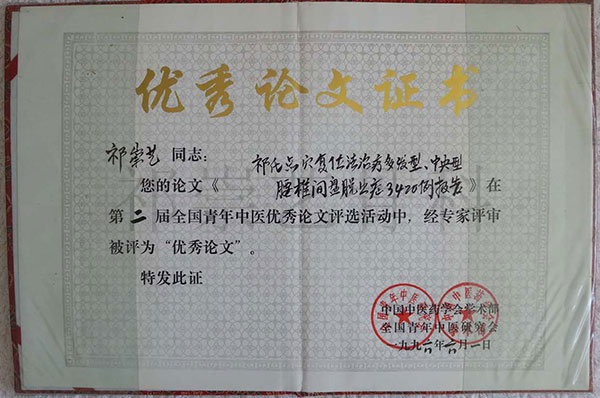 优秀论文证书
祁崇艺 同志：
祁氏点穴复位法治疗多发型、中央型
您的论文《腰椎间盘脱出症3420例报告》在
第二届全国青年中医优秀论文评选活动中，经专家评审
被评为“优秀论文”。
特发此证
中国中医药学会学术部
全国青年中医研究会
一九九六年六月一日